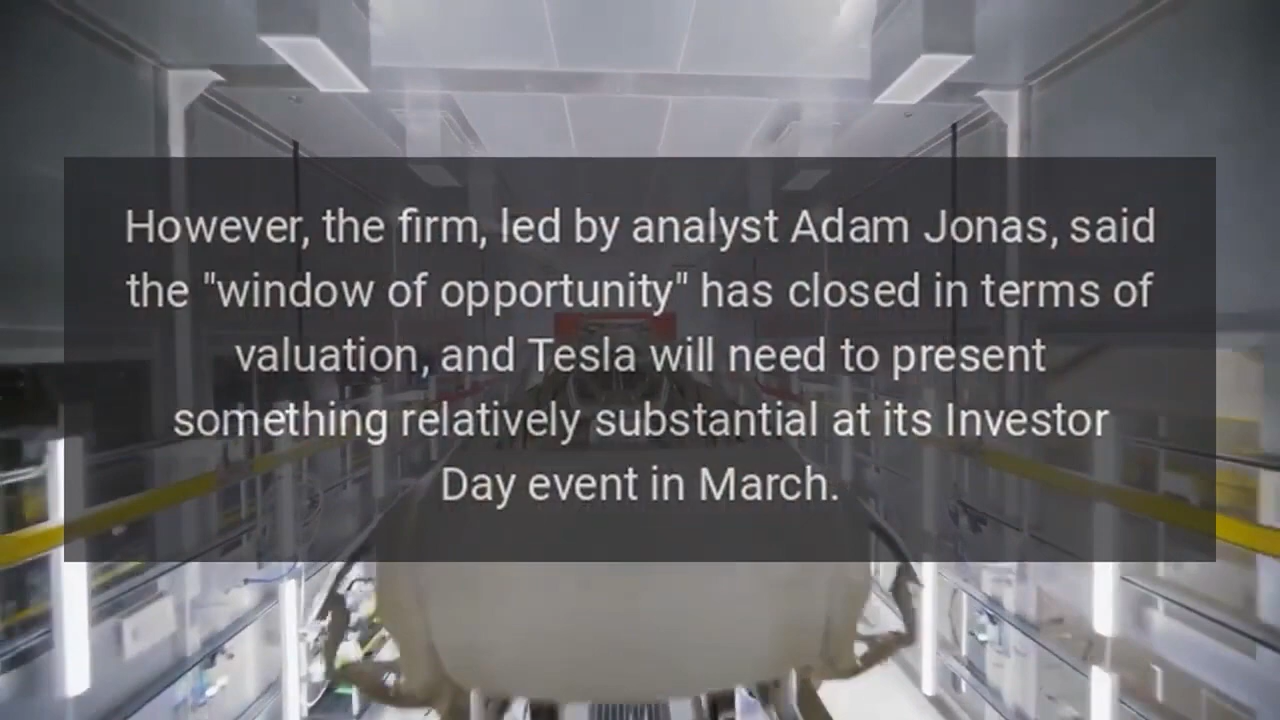 However, the firm, led by analyst Adam Jonas, said
the "window of opportunity" has closed in terms of
valuation, and Tesla will need to present
something relatively substantial at its Investor
Day event in March.